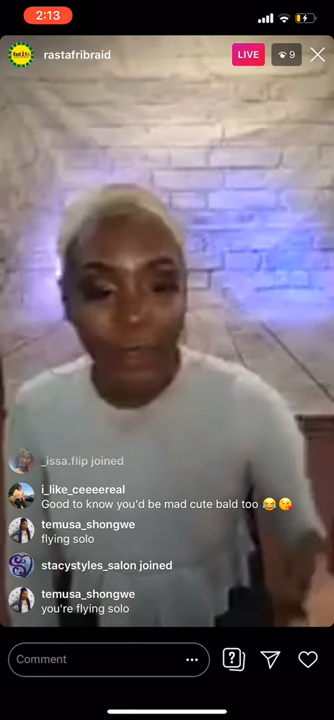 2:13
rastafribraid
LIVE
9
_issa.flip joined
i_like_ceeeereal
Good to know you'd be mad cute bald too 😂😘
temusa_shongwe
flying solo
stacystyles_salon joined
temusa_shongwe
you're flying solo
Comment